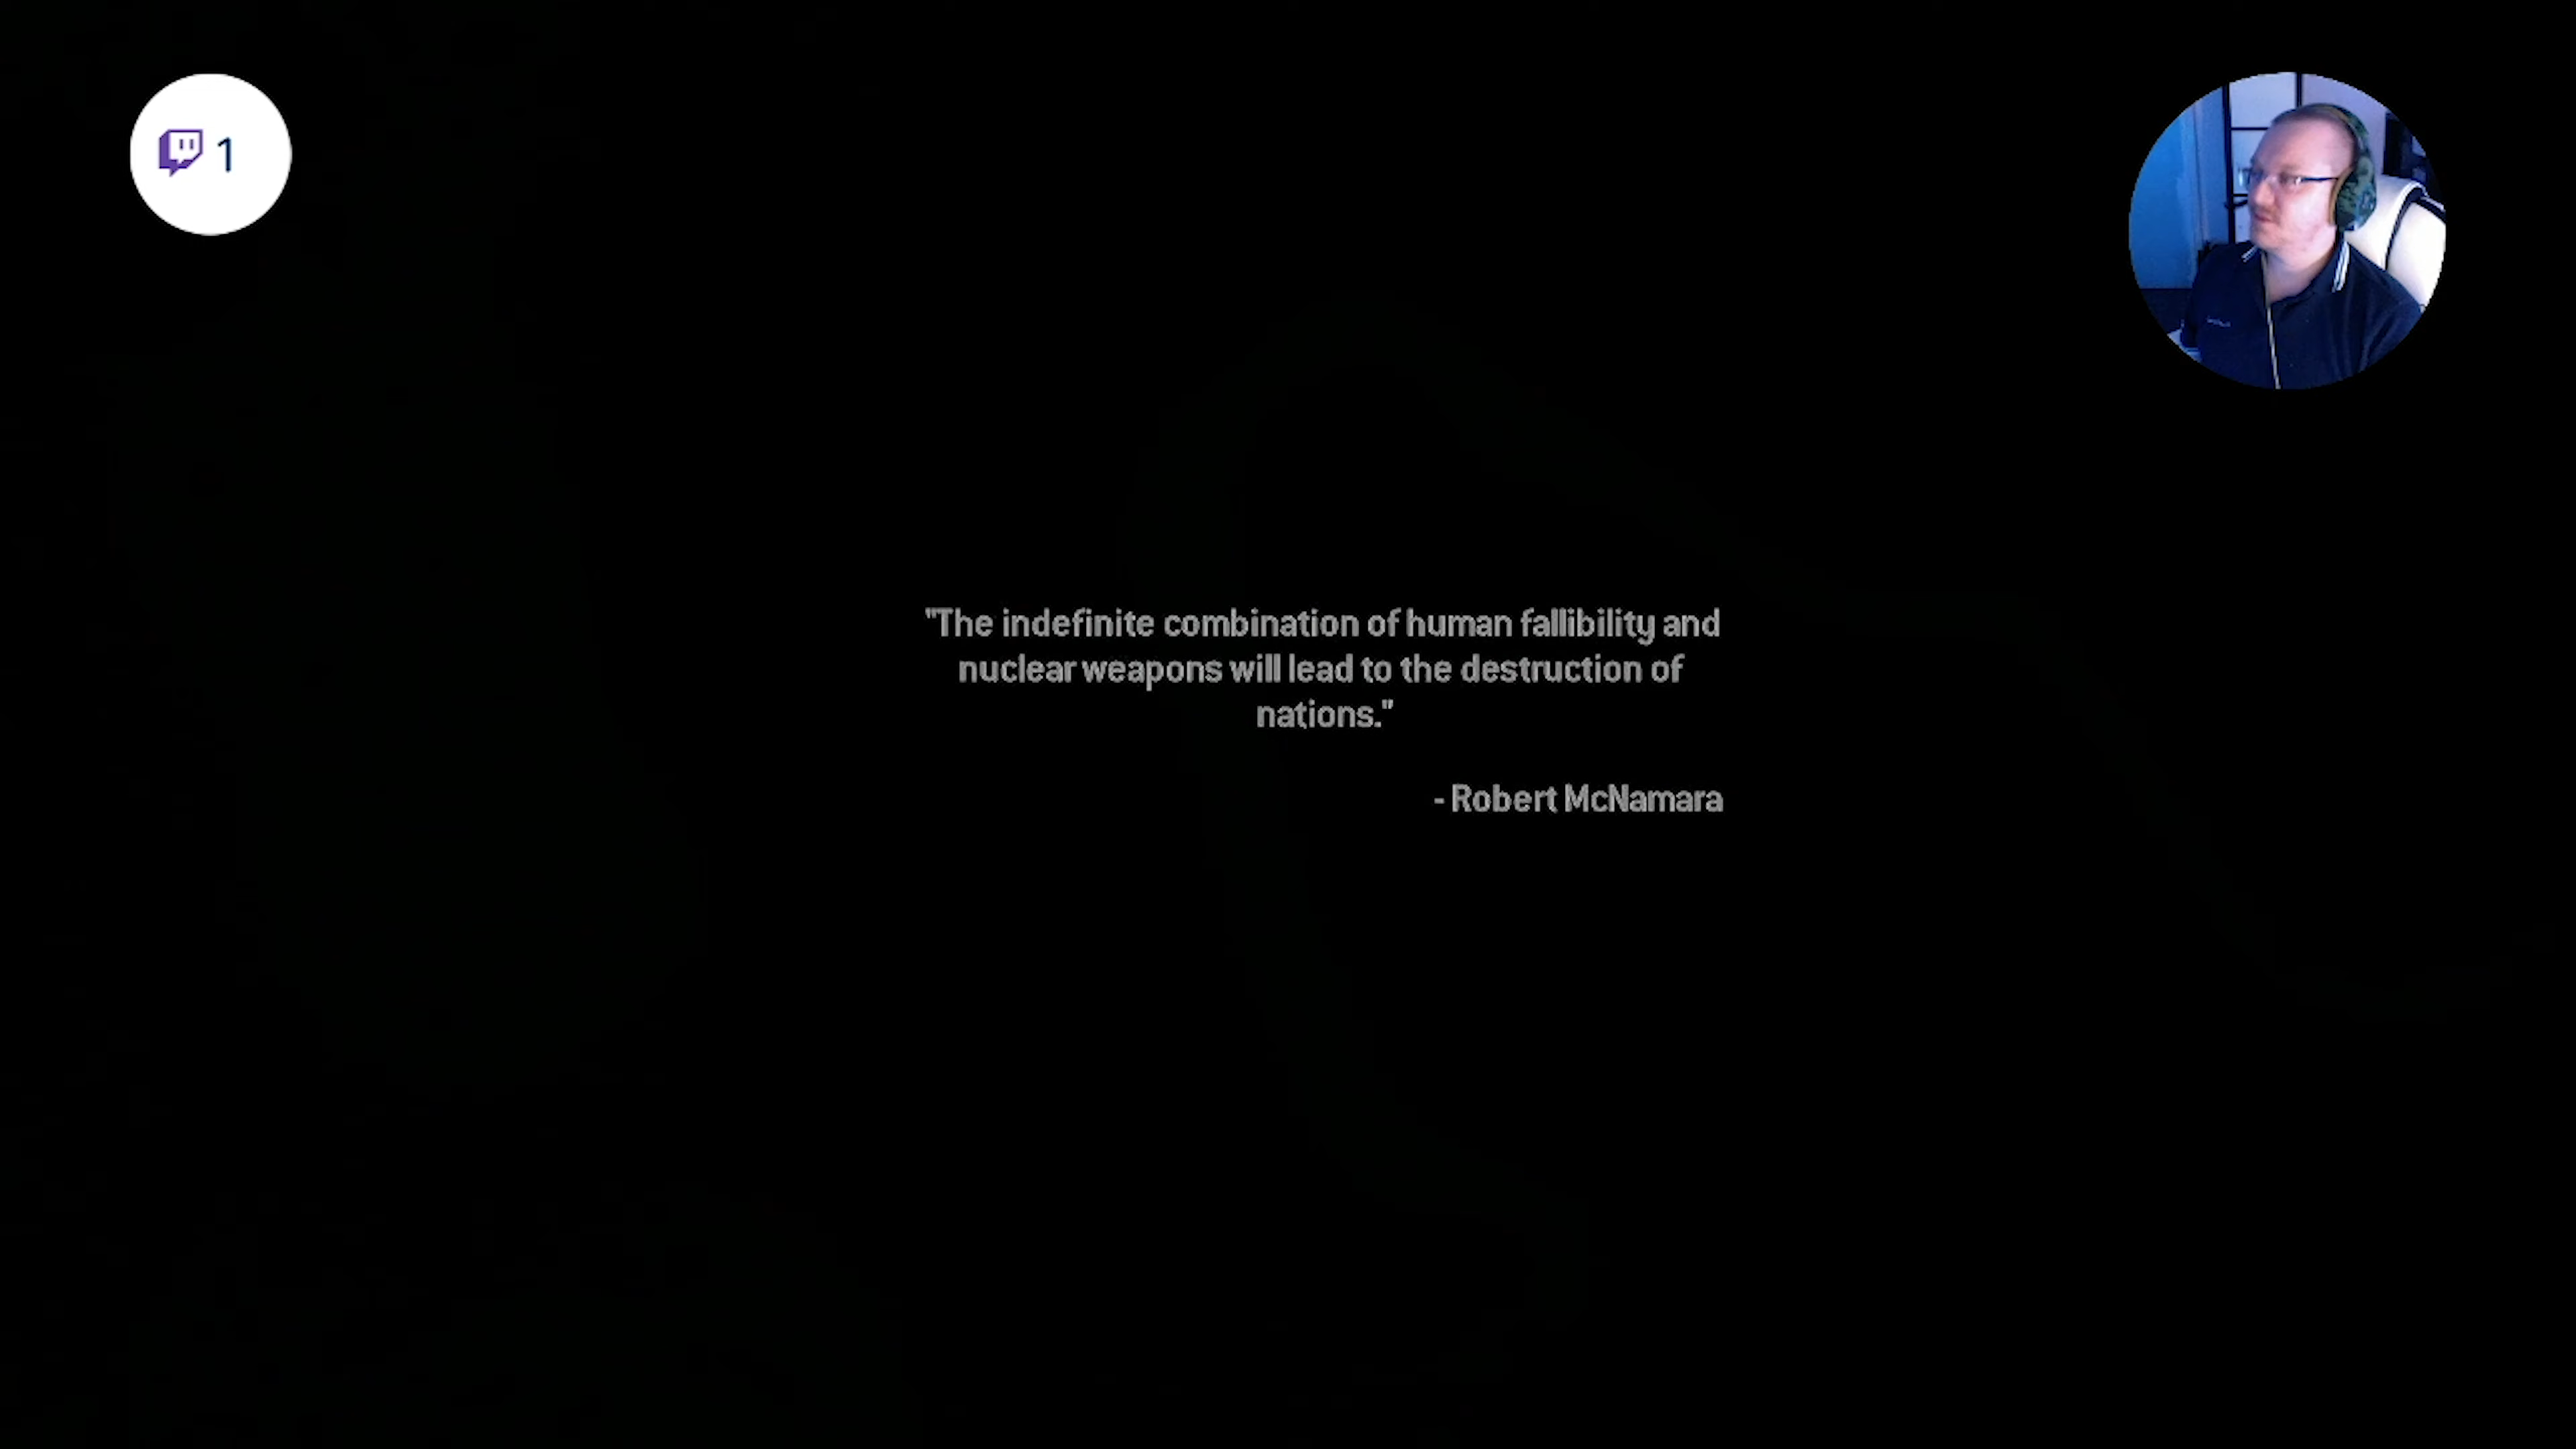 1
"The indefinite combination of human fallibility and
nuclear weapons will lead to the destruction of
nations."
- Robert McNamara